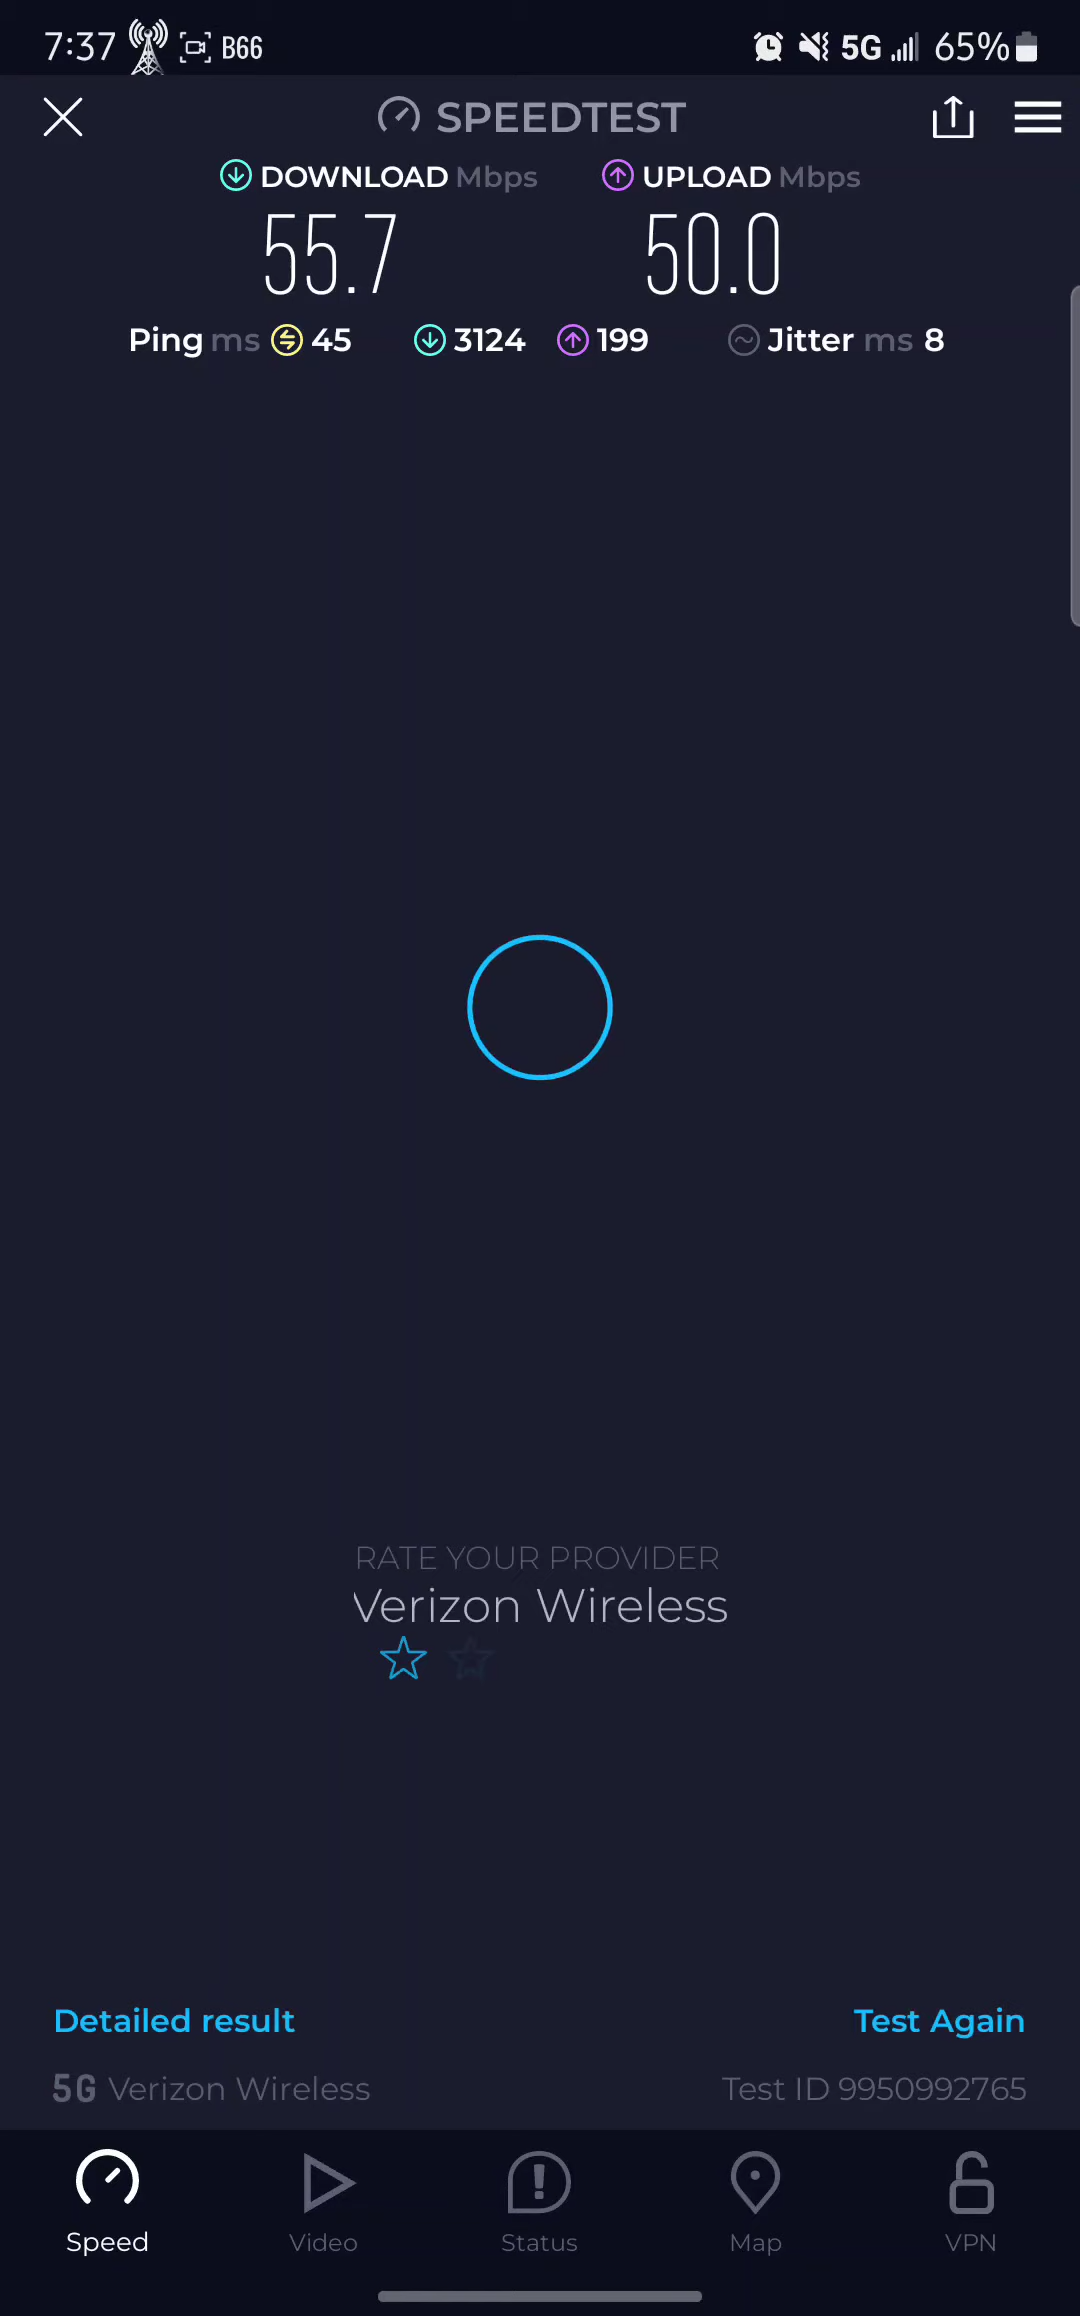 7:37 B66 5G 65%
SPEEDTEST
DOWNLOAD Mbps UPLOAD Mbps
55.7 50.0
Ping ms 45 3124 199 Jitter ms 8
RATE YOUR PROVIDER
Verizon Wireless
Detailed result Test Again
5G Verizon Wireless Test ID 9950992765
Speed Video Status Map VPN